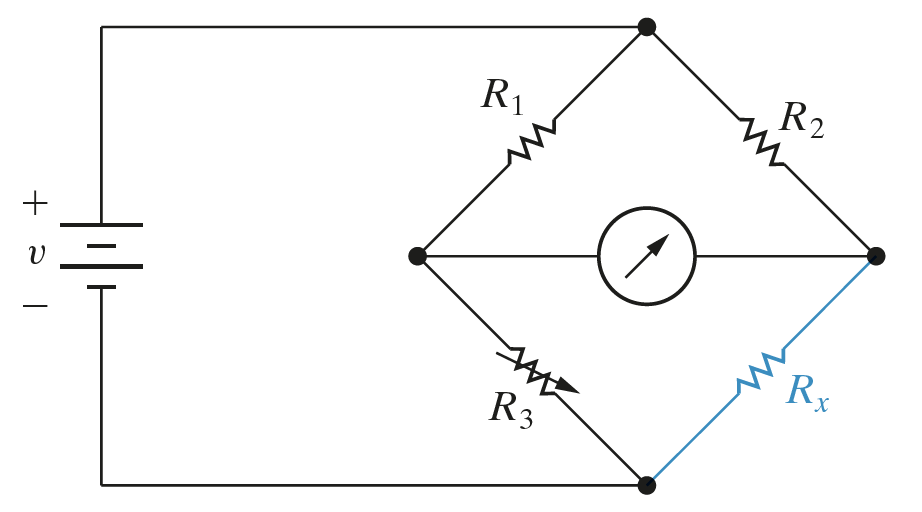 R₁
R₂
+
v
−
R₃
Rₓ